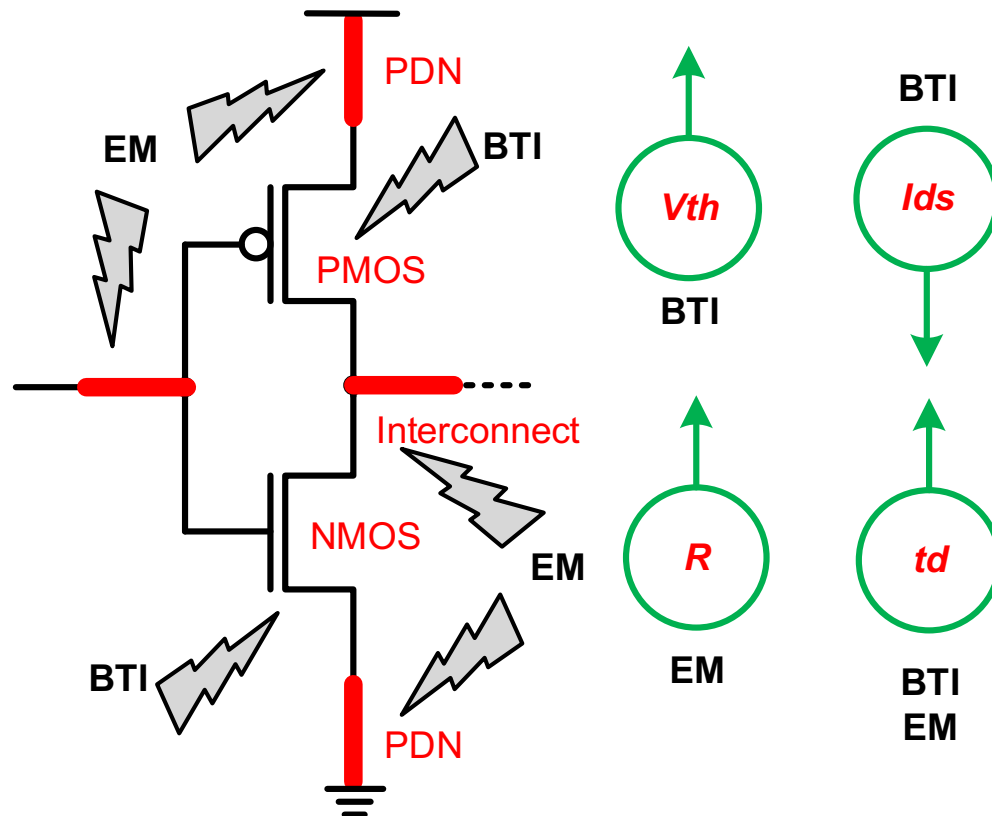 PDN
EM
BTI
PMOS
Interconnect
NMOS
EM
BTI
PDN
Vth
BTI
BTI
Ids
R
EM
td
BTI
EM